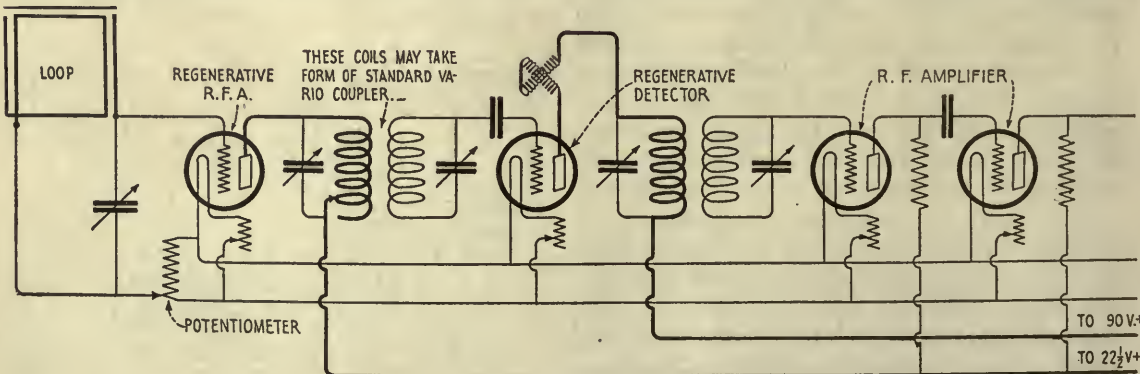 LOOP
REGENERATIVE
R.F.A.
THESE COILS MAY TAKE
FORM OF STANDARD VA-
RIO COUPLER.
REGENERATIVE
DETECTOR
R. F. AMPLIFIER
POTENTIOMETER
TO 90 V.+
TO 22½ V+